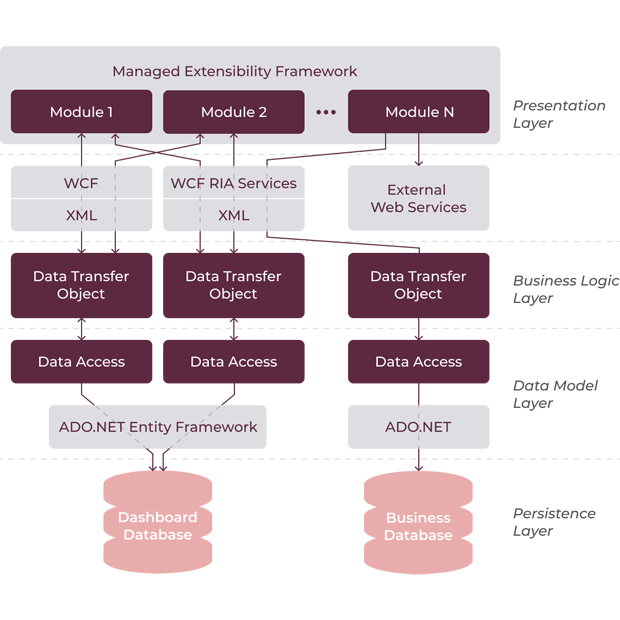 Managed Extensibility Framework
Module 1
Module 2
•••
Module N
Presentation
Layer
WCF
XML
WCF RIA Services
XML
External
Web Services
Data Transfer
Object
Data Transfer
Object
Data Transfer
Object
Business Logic
Layer
Data Access
Data Access
Data Access
Data Model
Layer
ADO.NET Entity Framework
ADO.NET
Dashboard
Database
Business
Database
Persistence
Layer